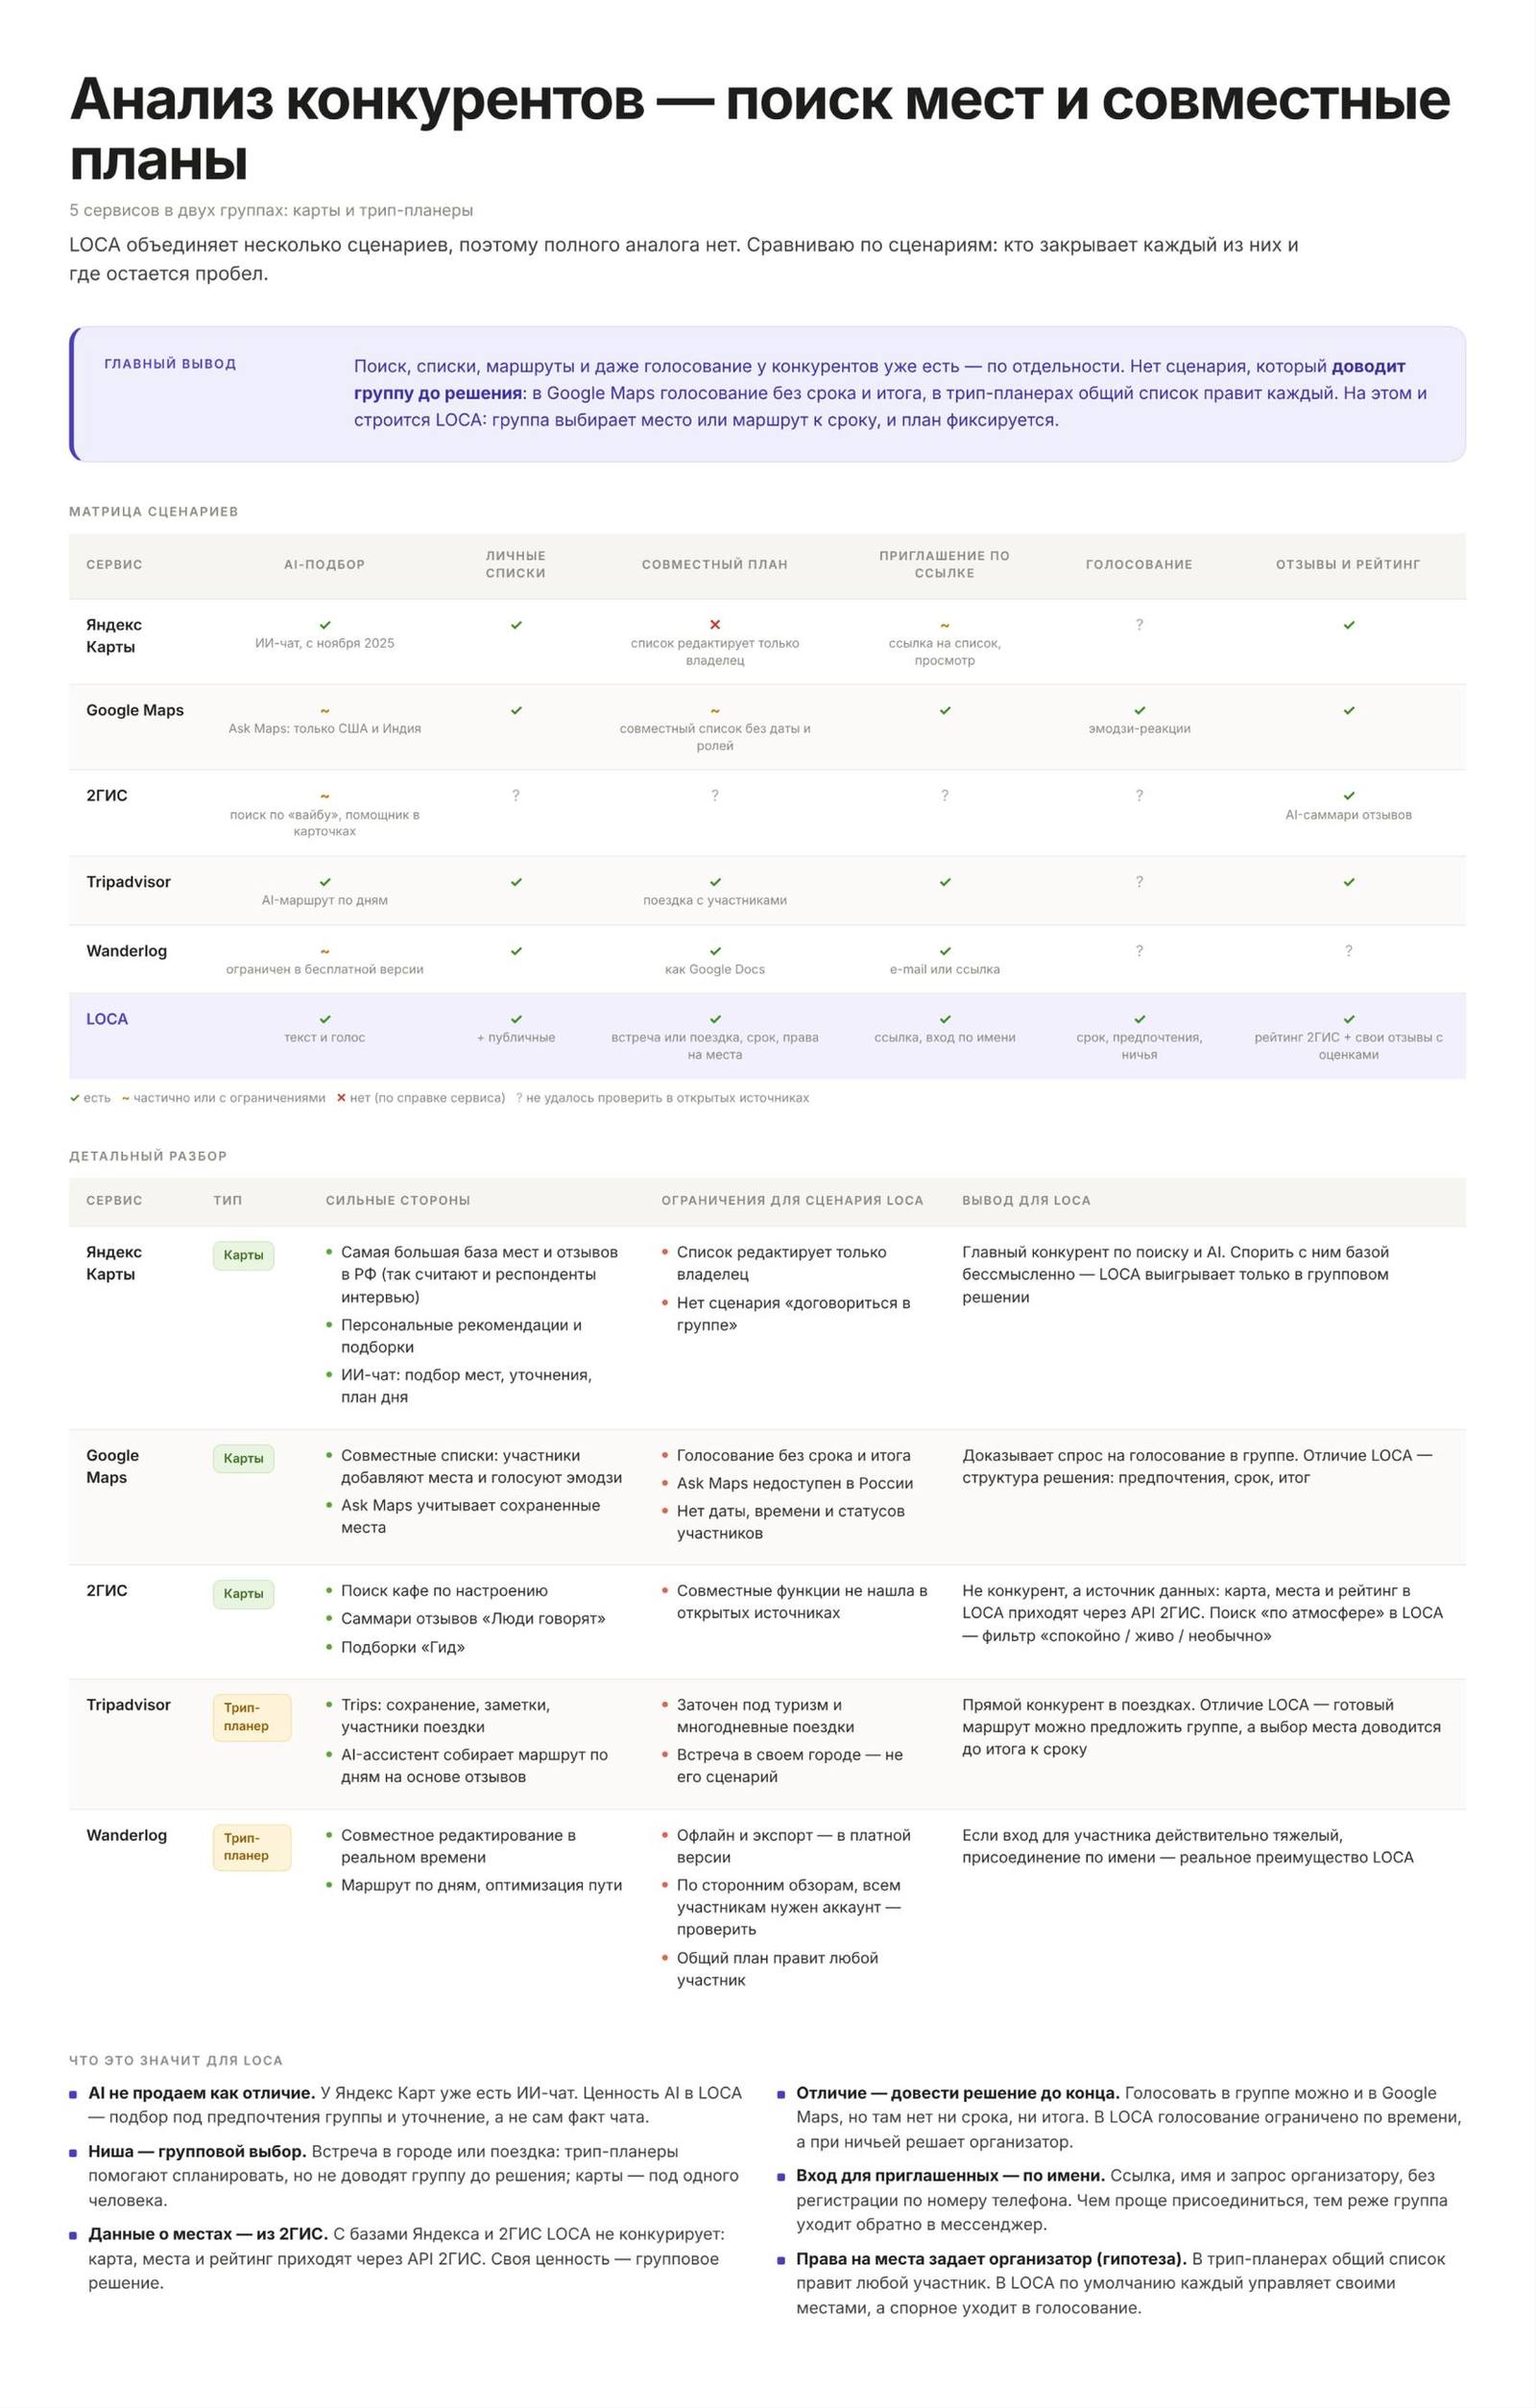 Анализ конкурентов — поиск мест и совместные
планы
5 сервисов в двух группах: карты и трип-планеры
LOCA объединяет несколько сценариев, поэтому полного аналога нет. Сравниваю по сценариям: кто закрывает каждый из них и
где остается пробел.
ГЛАВНЫЙ ВЫВОД
Поиск, списки, маршруты и даже голосование у конкурентов уже есть — по отдельности. Нет сценария, который доводит
группу до решения: в Google Maps голосование без срока и итога, в трип-планерах общий список правит каждый. На этом и
строится LOCA: группа выбирает место или маршрут к сроку, и план фиксируется.
МАТРИЦА СЦЕНАРИЕВ
СЕРВИС
AI-ПОДБОР
ЛИЧНЫЕ
СПИСКИ
СОВМЕСТНЫЙ ПЛАН
ПРИГЛАШЕНИЕ ПО
ССЫЛКЕ
ГОЛОСОВАНИЕ
ОТЗЫВЫ И РЕЙТИНГ
Яндекс
Карты
✓
ИИ-чат, с ноября 2025
✓
✕
список редактирует только
владелец
~
ссылка на список,
просмотр
?
✓
Google Maps
~
Ask Maps: только США и Индия
✓
~
совместный список без даты и
ролей
✓
✓
эмодзи-реакции
✓
2ГИС
~
поиск по «вайбу», помощник в
карточках
?
?
?
?
✓
AI-саммари отзывов
Tripadvisor
✓
AI-маршрут по дням
✓
✓
поездка с участниками
✓
?
✓
Wanderlog
~
ограничен в бесплатной версии
✓
✓
как Google Docs
✓
e-mail или ссылка
?
?
LOCA
✓
текст и голос
✓
+ публичные
✓
встреча или поездка, срок, права
на места
✓
ссылка, вход по имени
✓
срок, предпочтения,
ничья
✓
рейтинг 2ГИС + свои отзывы с
оценками
✓ есть ~ частично или с ограничениями ✕ нет (по справке сервиса) ? не удалось проверить в открытых источниках
ДЕТАЛЬНЫЙ РАЗБОР
СЕРВИС
ТИП
СИЛЬНЫЕ СТОРОНЫ
ОГРАНИЧЕНИЯ ДЛЯ СЦЕНАРИЯ LOCA
ВЫВОД ДЛЯ LOCA
Яндекс
Карты
Карты
• Самая большая база мест и отзывов
в РФ (так считают и респонденты
интервью)
• Персональные рекомендации и
подборки
• ИИ-чат: подбор мест, уточнения,
план дня
• Список редактирует только
владелец
• Нет сценария «договориться в
группе»
Главный конкурент по поиску и AI. Спорить с ним базой
бессмысленно — LOCA выигрывает только в групповом
решении
Google
Maps
Карты
• Совместные списки: участники
добавляют места и голосуют эмодзи
• Ask Maps учитывает сохраненные
места
• Голосование без срока и итога
• Ask Maps недоступен в России
• Нет даты, времени и статусов
участников
Доказывает спрос на голосование в группе. Отличие LOCA —
структура решения: предпочтения, срок, итог
2ГИС
Карты
• Поиск кафе по настроению
• Саммари отзывов «Люди говорят»
• Подборки «Гид»
• Совместные функции не нашла в
открытых источниках
Не конкурент, а источник данных: карта, места и рейтинг в
LOCA приходят через API 2ГИС. Поиск «по атмосфере» в LOCA
— фильтр «спокойно / живо / необычно»
Tripadvisor
Трип-
планер
• Trips: сохранение, заметки,
участники поездки
• AI-ассистент собирает маршрут по
дням на основе отзывов
• Заточен под туризм и
многодневные поездки
• Встреча в своем городе — не
его сценарий
Прямой конкурент в поездках. Отличие LOCA — готовый
маршрут можно предложить группе, а выбор места доводится
до итога к сроку
Wanderlog
Трип-
планер
• Совместное редактирование в
реальном времени
• Маршрут по дням, оптимизация пути
• Офлайн и экспорт — в платной
версии
• По сторонним обзорам, всем
участникам нужен аккаунт —
проверить
• Общий план правит любой
участник
Если вход для участника действительно тяжелый,
присоединение по имени — реальное преимущество LOCA
ЧТО ЭТО ЗНАЧИТ ДЛЯ LOCA
AI не продаем как отличие. У Яндекс Карт уже есть ИИ-чат. Ценность AI в LOCA
— подбор под предпочтения группы и уточнение, а не сам факт чата.
Ниша — групповой выбор. Встреча в городе или поездка: трип-планеры
помогают спланировать, но не доводят группу до решения; карты — под одного
человека.
Данные о местах — из 2ГИС. С базами Яндекса и 2ГИС LOCA не конкурирует:
карта, места и рейтинг приходят через API 2ГИС. Своя ценность — групповое
решение.
Отличие — довести решение до конца. Голосовать в группе можно и в Google
Maps, но там нет ни срока, ни итога. В LOCA голосование ограничено по времени,
а при ничьей решает организатор.
Вход для приглашенных — по имени. Ссылка, имя и запрос организатору, без
регистрации по номеру телефона. Чем проще присоединиться, тем реже группа
уходит обратно в мессенджер.
Права на места задает организатор (гипотеза). В трип-планерах общий список
правит любой участник. В LOCA по умолчанию каждый управляет своими
местами, а спорное уходит в голосование.